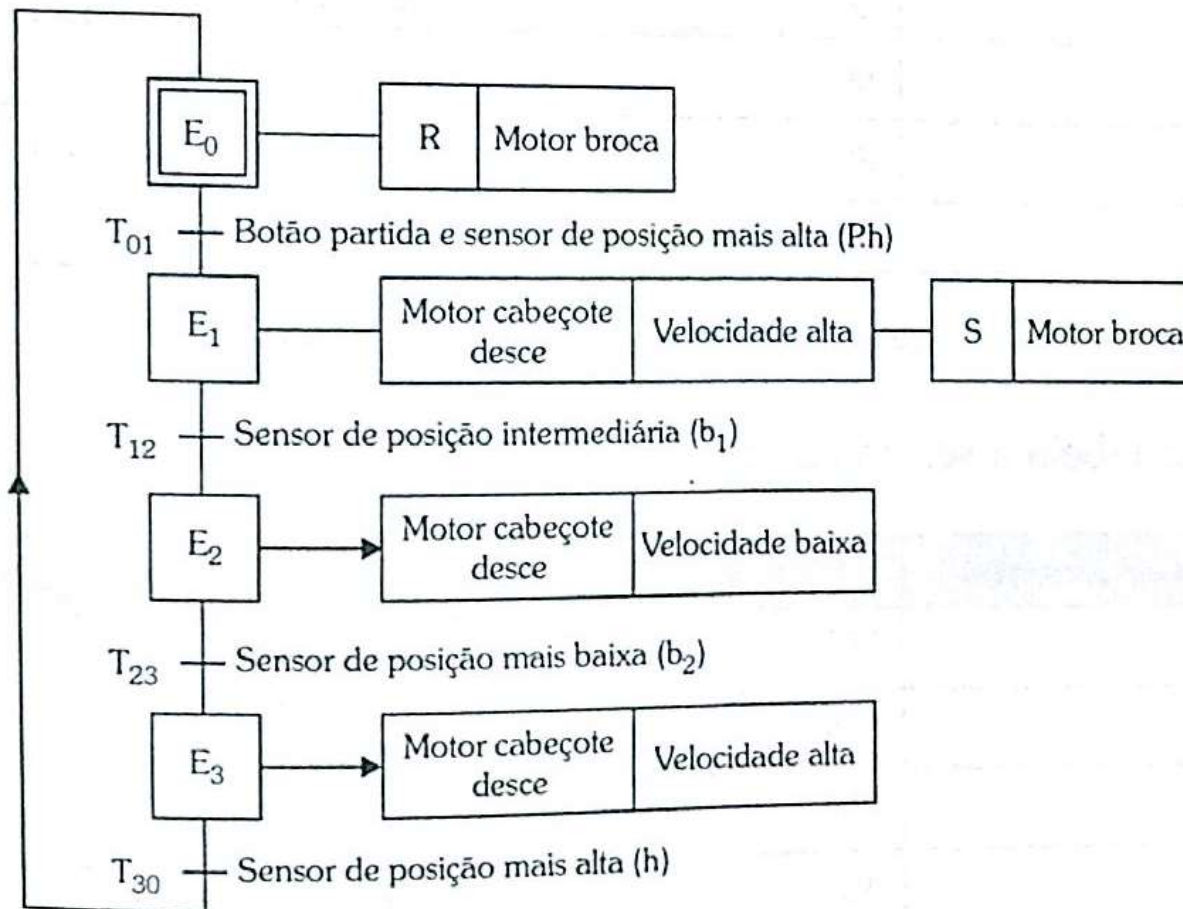 E₀
R
Motor broca
T₀₁
Botão partida e sensor de posição mais alta (P.h)
E₁
Motor cabeçote
desce
Velocidade alta
S
Motor broca
T₁₂
Sensor de posição intermediária (b₁)
E₂
Motor cabeçote
desce
Velocidade baixa
T₂₃
Sensor de posição mais baixa (b₂)
E₃
Motor cabeçote
desce
Velocidade alta
T₃₀
Sensor de posição mais alta (h)